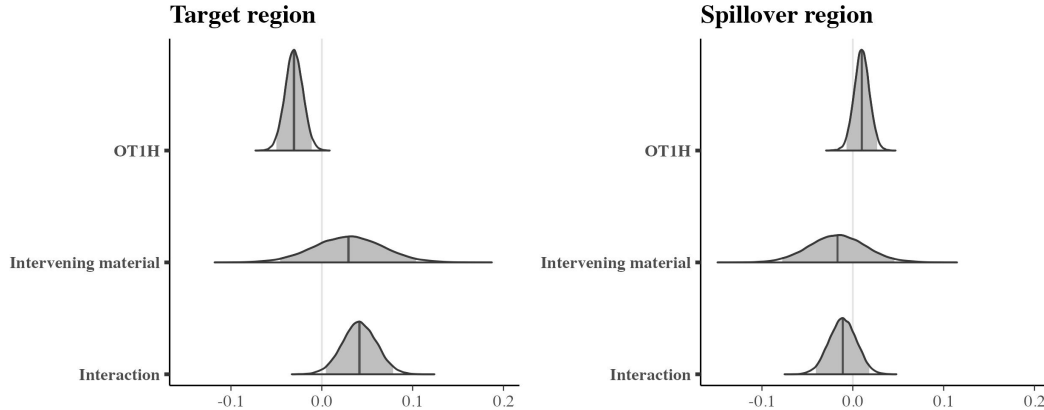 Target region
OT1H
Intervening material
Interaction
-0.1 0.0 0.1 0.2
Spillover region
OT1H
Intervening material
Interaction
-0.1 0.0 0.1 0.2